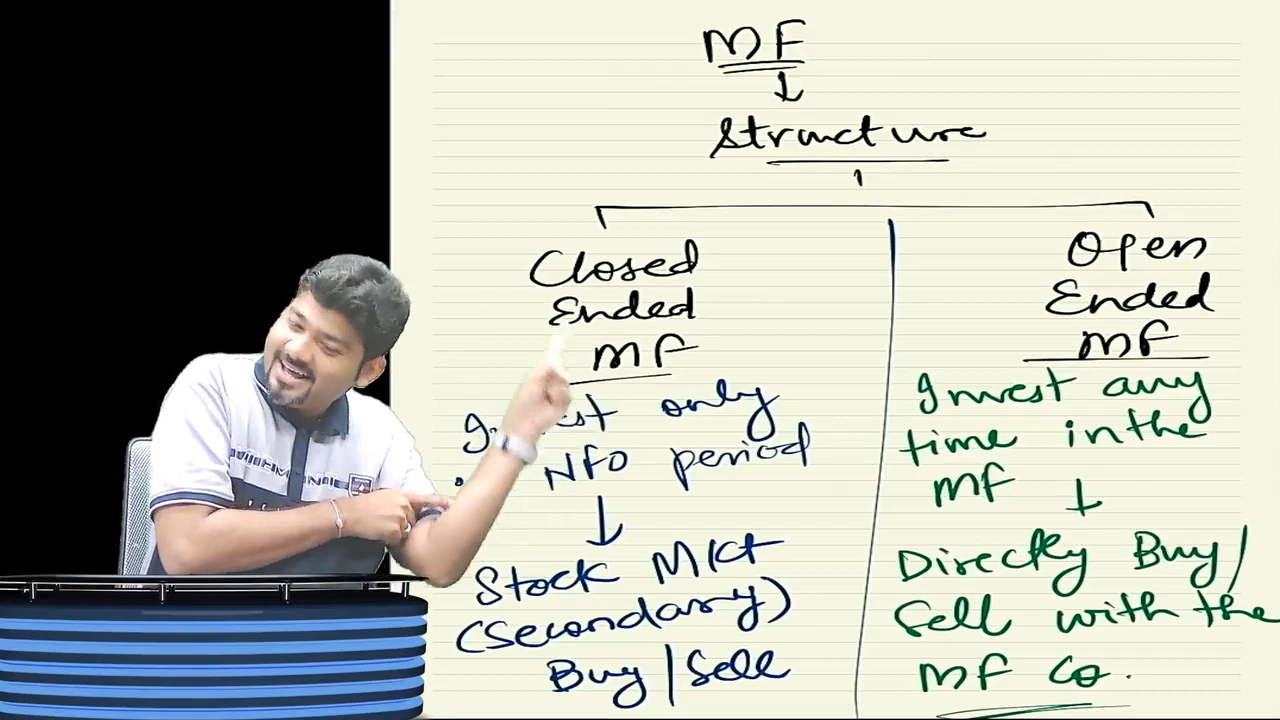 MF
Structure
Closed
Ended
MF
Invest only
NFO period
Stock Mkt
(Secondary)
Buy/Sell
Open
Ended
MF
Invest any
time in the
MF
Directly Buy/
Sell with the
MF Co.